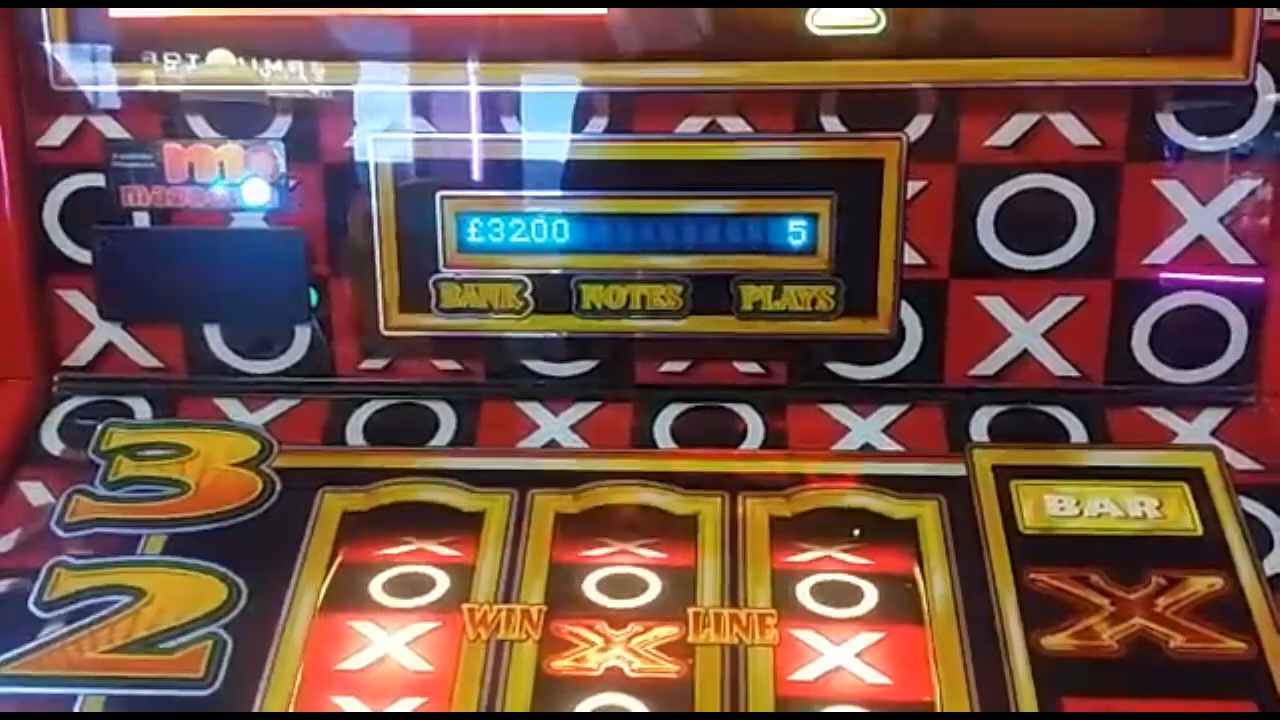 £3200 5
BANK NOTES PLAYS
3
BAR
2
WIN LINE
X
O O O
X X X